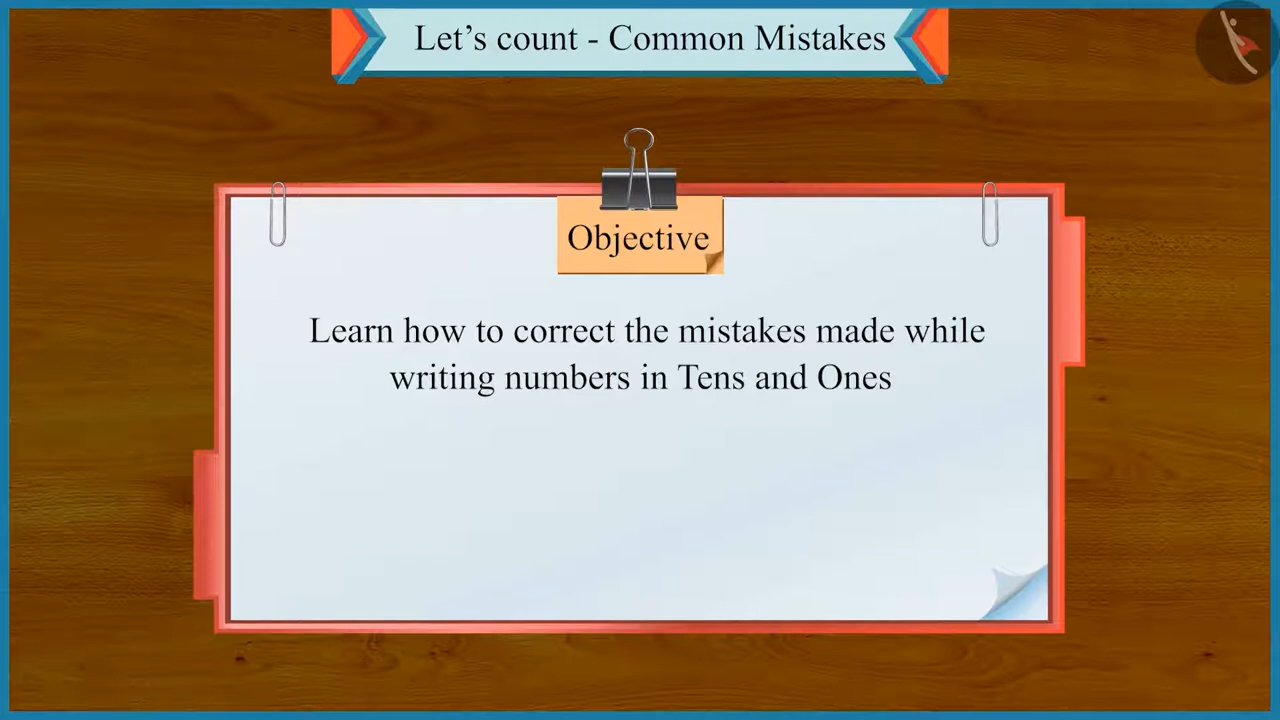 Let’s count - Common Mistakes
Objective
Learn how to correct the mistakes made while
writing numbers in Tens and Ones